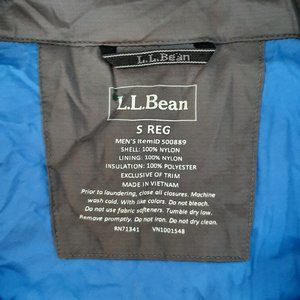 L.L.Bean
L.L.Bean
S REG
MEN'S ItemID 500889
SHELL: 100% NYLON
LINING: 100% NYLON
INSULATION: 100% POLYESTER
EXCLUSIVE OF TRIM
MADE IN VIETNAM
Prior to laundering, close all closures. Machine
wash cold. With like colors. Do not bleach.
Do not use fabric softeners. Tumble dry low.
Remove promptly. Do not iron. Do not dry clean.
RN71341 VN1001548